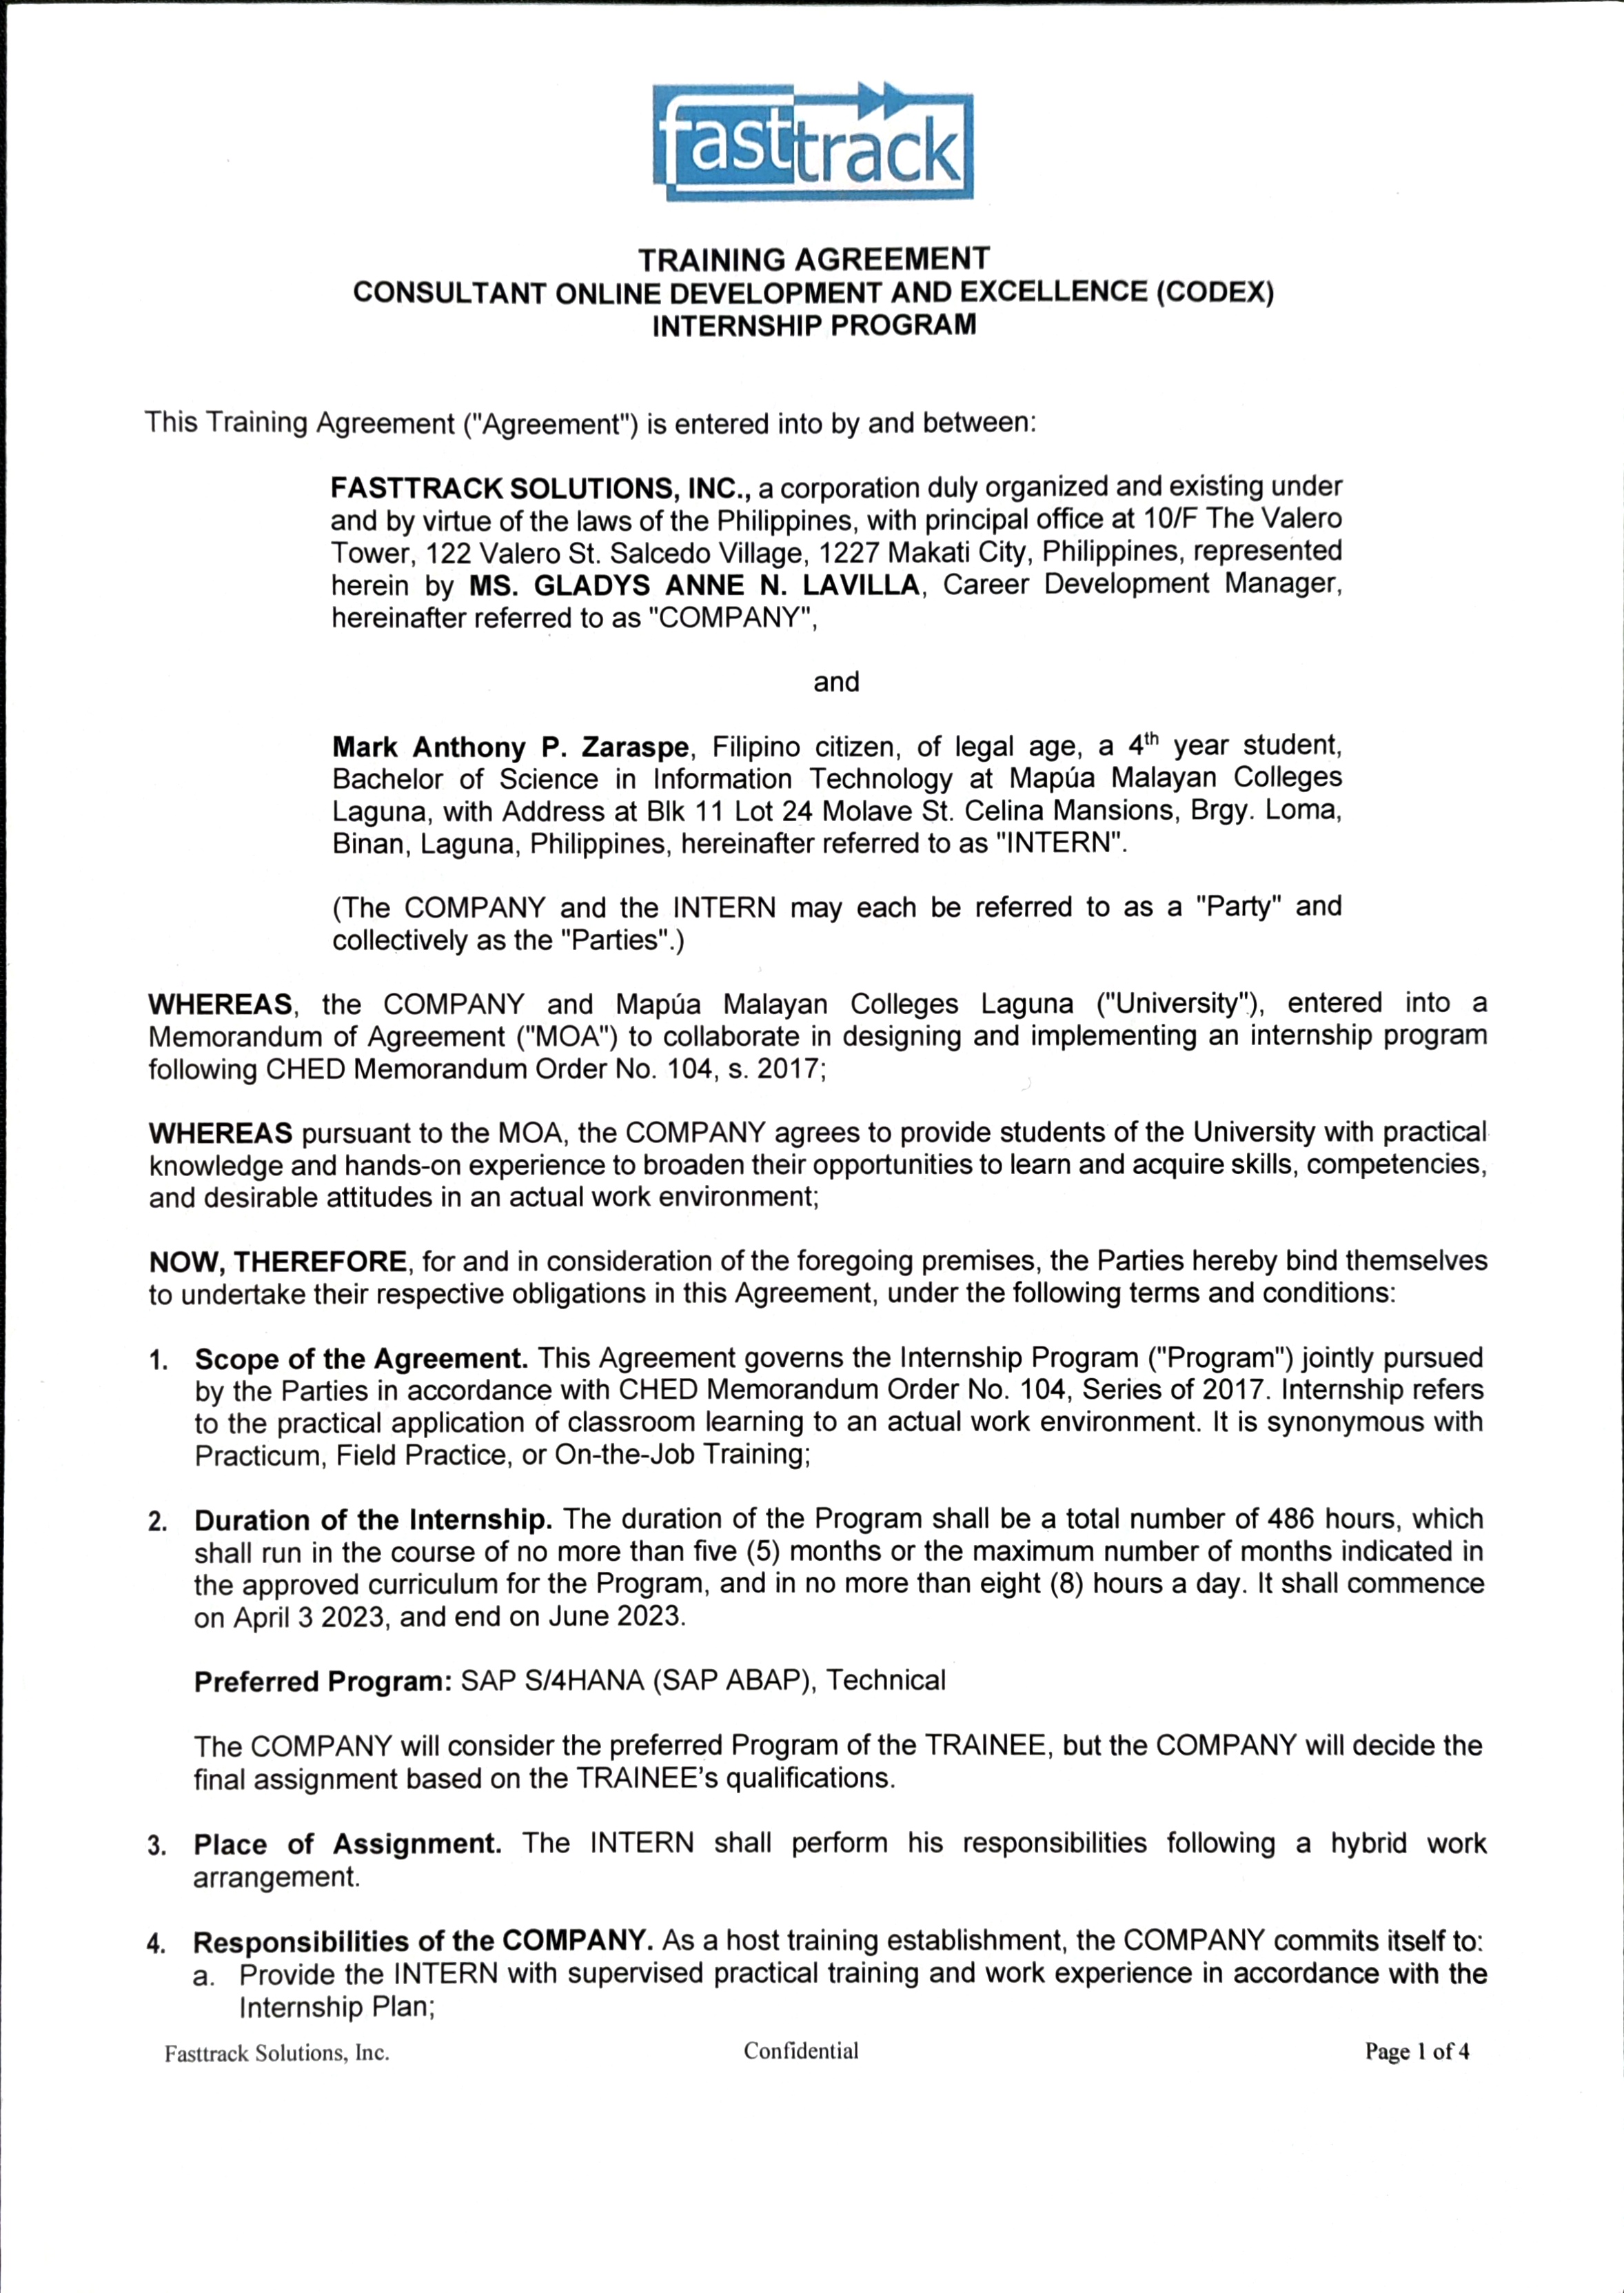 fasttrack
TRAINING AGREEMENT
CONSULTANT ONLINE DEVELOPMENT AND EXCELLENCE (CODEX)
INTERNSHIP PROGRAM
This Training Agreement ("Agreement") is entered into by and between:
FASTTRACK SOLUTIONS, INC., a corporation duly organized and existing under
and by virtue of the laws of the Philippines, with principal office at 10/F The Valero
Tower, 122 Valero St. Salcedo Village, 1227 Makati City, Philippines, represented
herein by MS. GLADYS ANNE N. LAVILLA, Career Development Manager,
hereinafter referred to as "COMPANY",
and
Mark Anthony P. Zaraspe, Filipino citizen, of legal age, a 4th year student,
Bachelor of Science in Information Technology at Mapúa Malayan Colleges
Laguna, with Address at Blk 11 Lot 24 Molave St. Celina Mansions, Brgy. Loma,
Binan, Laguna, Philippines, hereinafter referred to as "INTERN".
(The COMPANY and the INTERN may each be referred to as a "Party" and
collectively as the "Parties".)
WHEREAS, the COMPANY and Mapúa Malayan Colleges Laguna ("University"), entered into a
Memorandum of Agreement ("MOA") to collaborate in designing and implementing an internship program
following CHED Memorandum Order No. 104, s. 2017;
WHEREAS pursuant to the MOA, the COMPANY agrees to provide students of the University with practical
knowledge and hands-on experience to broaden their opportunities to learn and acquire skills, competencies,
and desirable attitudes in an actual work environment;
NOW, THEREFORE, for and in consideration of the foregoing premises, the Parties hereby bind themselves
to undertake their respective obligations in this Agreement, under the following terms and conditions:
1. Scope of the Agreement. This Agreement governs the Internship Program ("Program") jointly pursued
by the Parties in accordance with CHED Memorandum Order No. 104, Series of 2017. Internship refers
to the practical application of classroom learning to an actual work environment. It is synonymous with
Practicum, Field Practice, or On-the-Job Training;
2. Duration of the Internship. The duration of the Program shall be a total number of 486 hours, which
shall run in the course of no more than five (5) months or the maximum number of months indicated in
the approved curriculum for the Program, and in no more than eight (8) hours a day. It shall commence
on April 3 2023, and end on June 2023.
Preferred Program: SAP S/4HANA (SAP ABAP), Technical
The COMPANY will consider the preferred Program of the TRAINEE, but the COMPANY will decide the
final assignment based on the TRAINEE's qualifications.
3. Place of Assignment. The INTERN shall perform his responsibilities following a hybrid work
arrangement.
4. Responsibilities of the COMPANY. As a host training establishment, the COMPANY commits itself to:
a. Provide the INTERN with supervised practical training and work experience in accordance with the
Internship Plan;
Fasttrack Solutions, Inc. Confidential Page 1 of 4